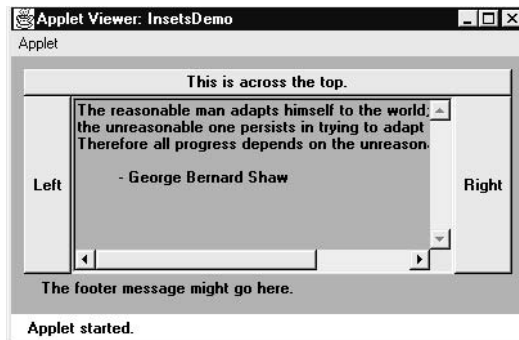 Applet Viewer: InsetsDemo
Applet
This is across the top.
The reasonable man adapts himself to the world;
the unreasonable one persists in trying to adapt
Therefore all progress depends on the unreason
- George Bernard Shaw
Left
Right
The footer message might go here.
Applet started.